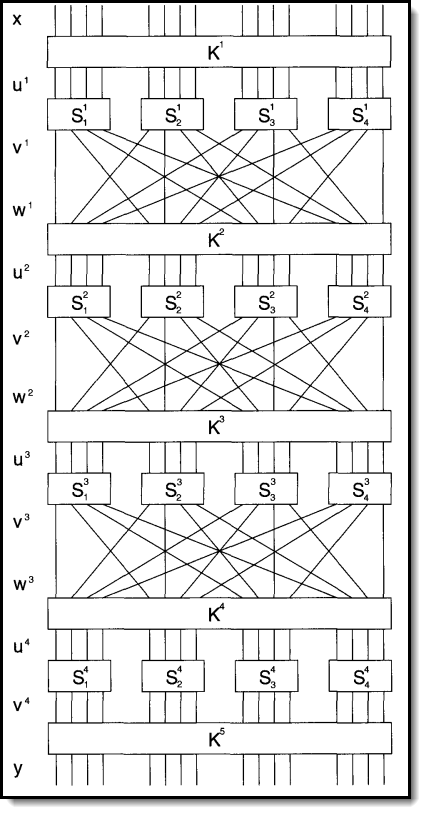 x
K¹
u¹
S₁¹ S₂¹ S₃¹ S₄¹
v¹
w¹
K²
u²
S₁² S₂² S₃² S₄²
v²
w²
K³
u³
S₁³ S₂³ S₃³ S₄³
v³
w³
K⁴
u⁴
S₁⁴ S₂⁴ S₃⁴ S₄⁴
v⁴
K⁵
y